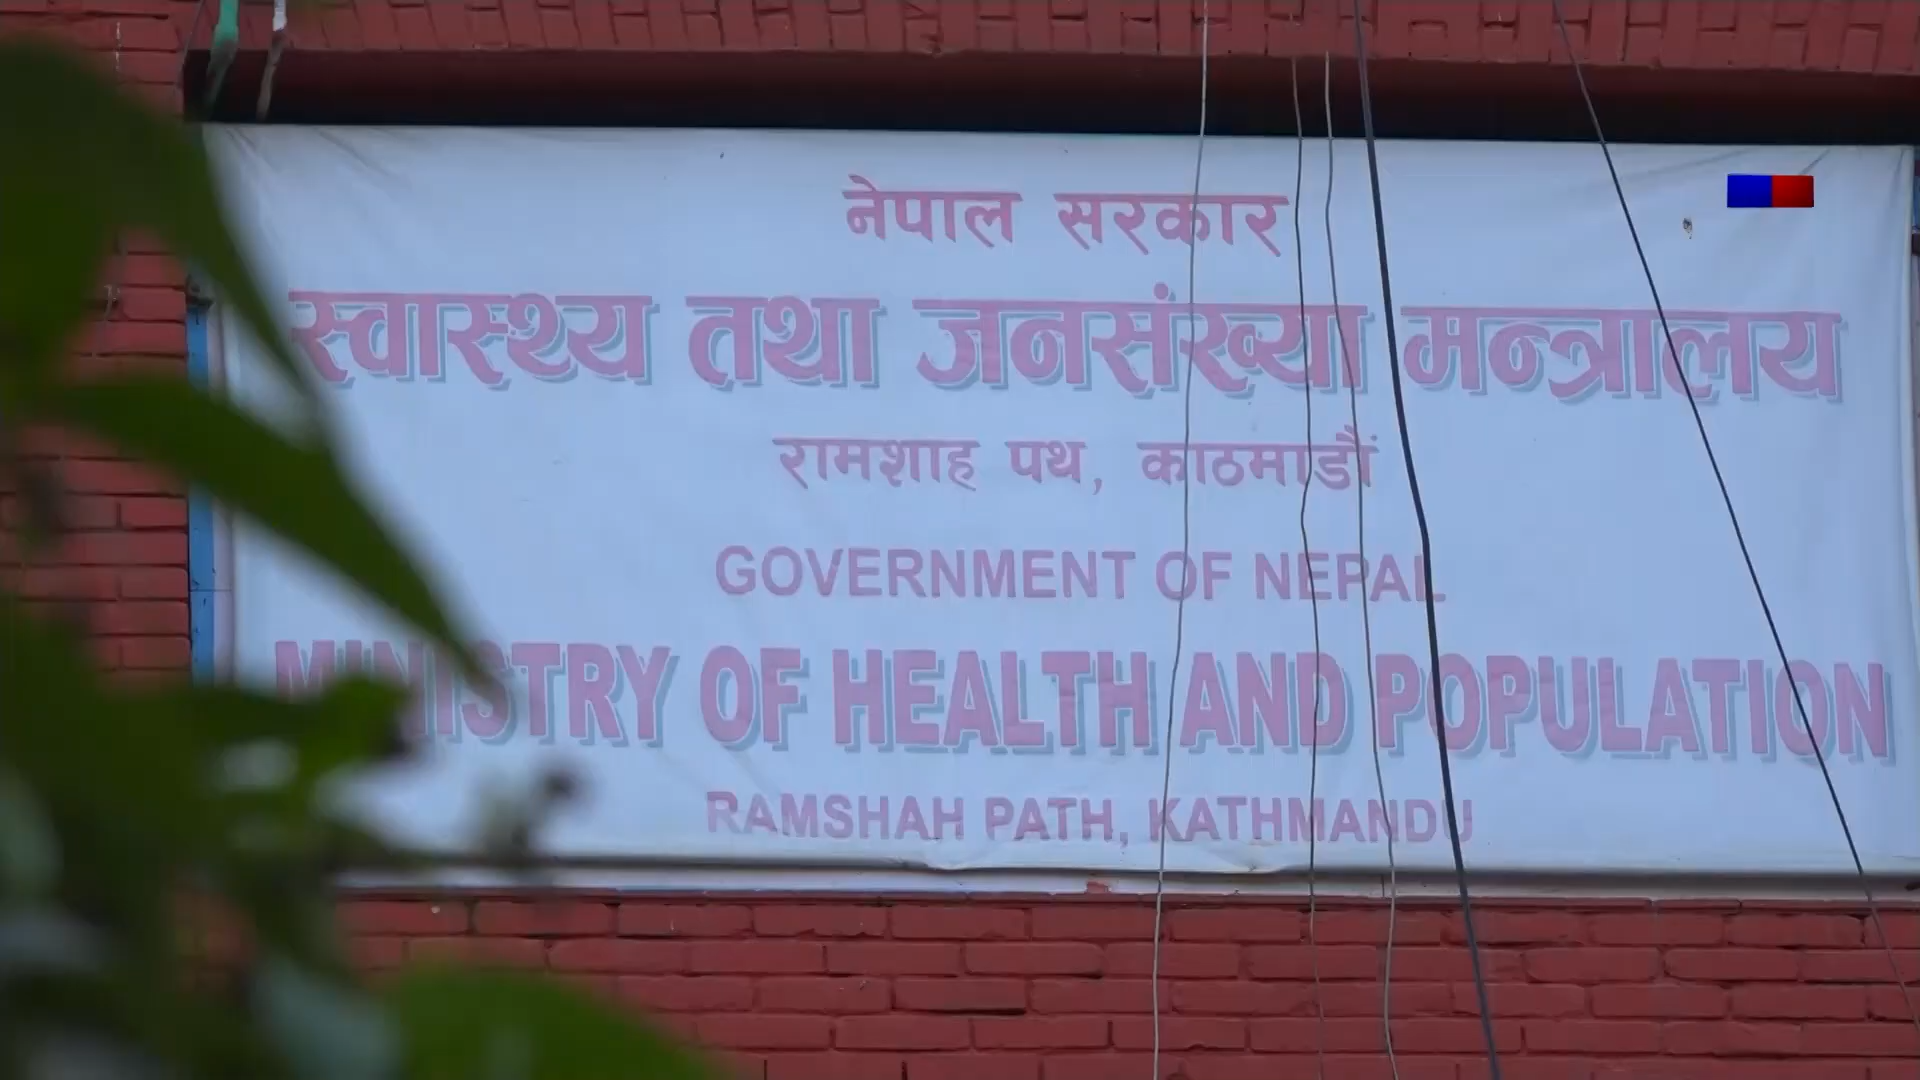 नेपाल सरकार
स्वास्थ्य तथा जनसंख्या मन्त्रालय
रामशाह पथ, काठमाडौं
GOVERNMENT OF NEPAL
MINISTRY OF HEALTH AND POPULATION
RAMSHAH PATH, KATHMANDU